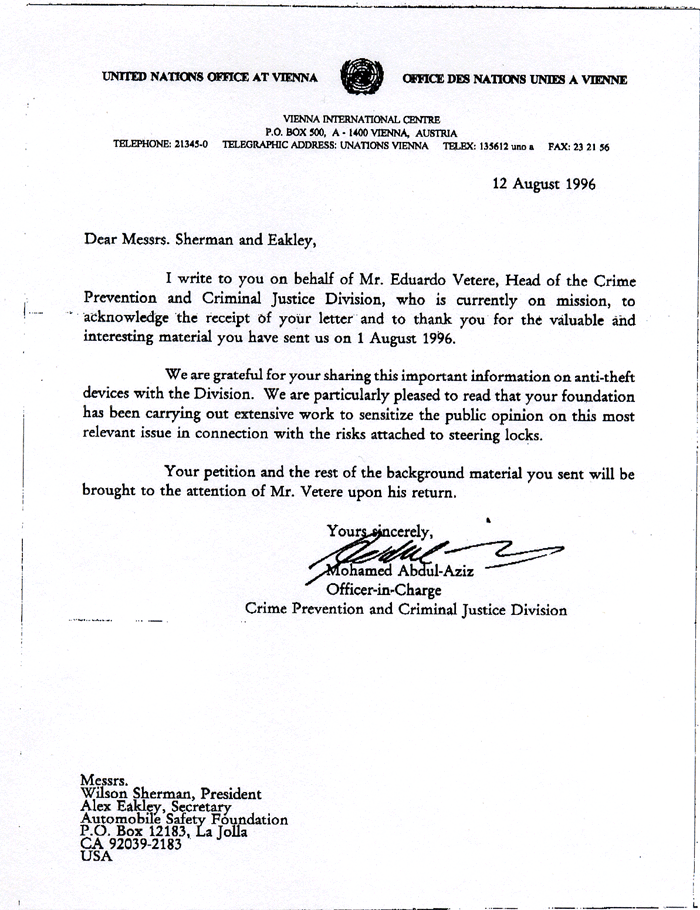 UNITED NATIONS OFFICE AT VIENNA
OFFICE DES NATIONS UNIES A VIENNE
VIENNA INTERNATIONAL CENTRE
P.O. BOX 500, A - 1400 VIENNA, AUSTRIA
TELEPHONE: 21345-0 TELEGRAPHIC ADDRESS: UNATIONS VIENNA TELEX: 135612 uno a FAX: 23 21 56
12 August 1996
Dear Messrs. Sherman and Eakley,
I write to you on behalf of Mr. Eduardo Vetere, Head of the Crime
Prevention and Criminal Justice Division, who is currently on mission, to
acknowledge the receipt of your letter and to thank you for the valuable and
interesting material you have sent us on 1 August 1996.
We are grateful for your sharing this important information on anti-theft
devices with the Division. We are particularly pleased to read that your foundation
has been carrying out extensive work to sensitize the public opinion on this most
relevant issue in connection with the risks attached to steering locks.
Your petition and the rest of the background material you sent will be
brought to the attention of Mr. Vetere upon his return.
Yours sincerely,
Mohamed Abdul-Aziz
Officer-in-Charge
Crime Prevention and Criminal Justice Division
Messrs.
Wilson Sherman, President
Alex Eakley, Secretary
Automobile Safety Foundation
P.O. Box 12183, La Jolla
CA 92039-2183
USA